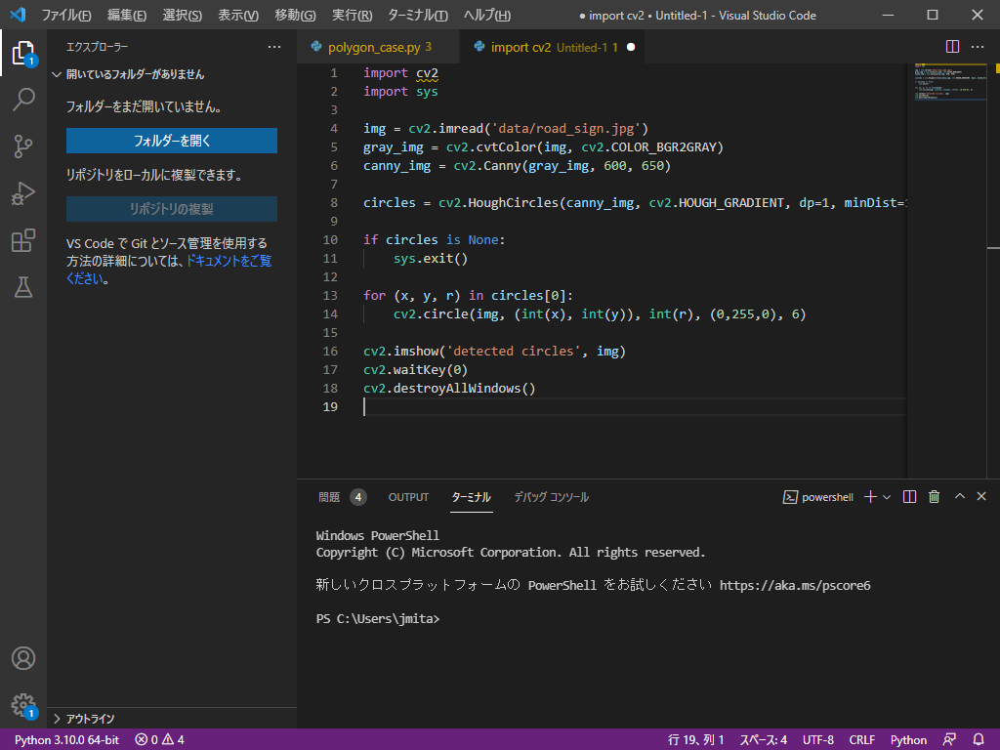 ファイル(F) 編集(E) 選択(S) 表示(V) 移動(G) 実行(R) ターミナル(T) ヘルプ(H) ● import cv2 • Untitled-1 - Visual Studio Code
エクスプローラー ···
polygon_case.py 3 import cv2 Untitled-1 1 ●
開いているフォルダーがありません
フォルダーをまだ開いていません。
フォルダーを開く
リポジトリをローカルに複製できます。
リポジトリの複製
VS Code で Git とソース管理を使用する
方法の詳細については、ドキュメントをご覧
ください。
1
1 import cv2
2 import sys
3
4 img = cv2.imread('data/road_sign.jpg')
5 gray_img = cv2.cvtColor(img, cv2.COLOR_BGR2GRAY)
6 canny_img = cv2.Canny(gray_img, 600, 650)
7
8 circles = cv2.HoughCircles(canny_img, cv2.HOUGH_GRADIENT, dp=1, minDist=
9
10 if circles is None:
11 sys.exit()
12
13 for (x, y, r) in circles[0]:
14 cv2.circle(img, (int(x), int(y)), int(r), (0,255,0), 6)
15
16 cv2.imshow('detected circles', img)
17 cv2.waitKey(0)
18 cv2.destroyAllWindows()
19
問題 4 OUTPUT ターミナル デバッグ コンソール powershell
Windows PowerShell
Copyright (C) Microsoft Corporation. All rights reserved.
新しいクロスプラットフォームの PowerShell をお試しください https://aka.ms/pscore6
PS C:\Users\jmita>
1
アウトライン
Python 3.10.0 64-bit 0 4 行 19、列 1 スペース: 4 UTF-8 CRLF Python